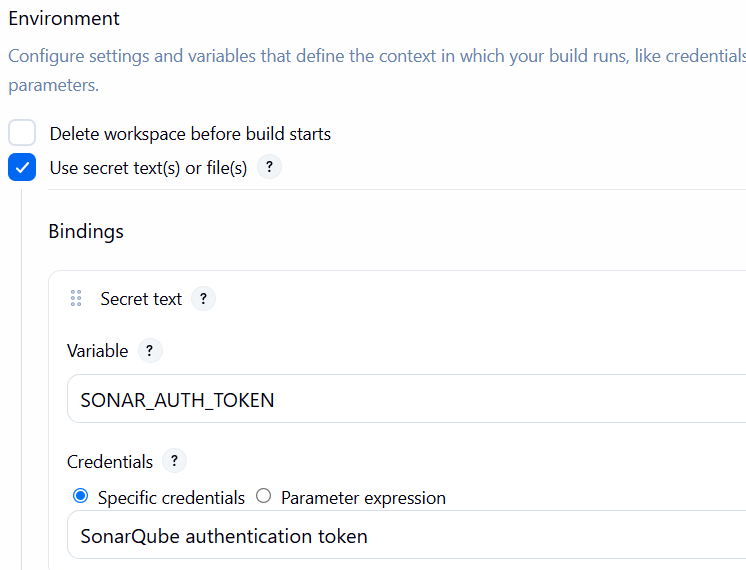 Environment
Configure settings and variables that define the context in which your build runs, like credentials
parameters.
Delete workspace before build starts
Use secret text(s) or file(s) ?
Bindings
Secret text ?
Variable ?
SONAR_AUTH_TOKEN
Credentials ?
Specific credentials Parameter expression
SonarQube authentication token